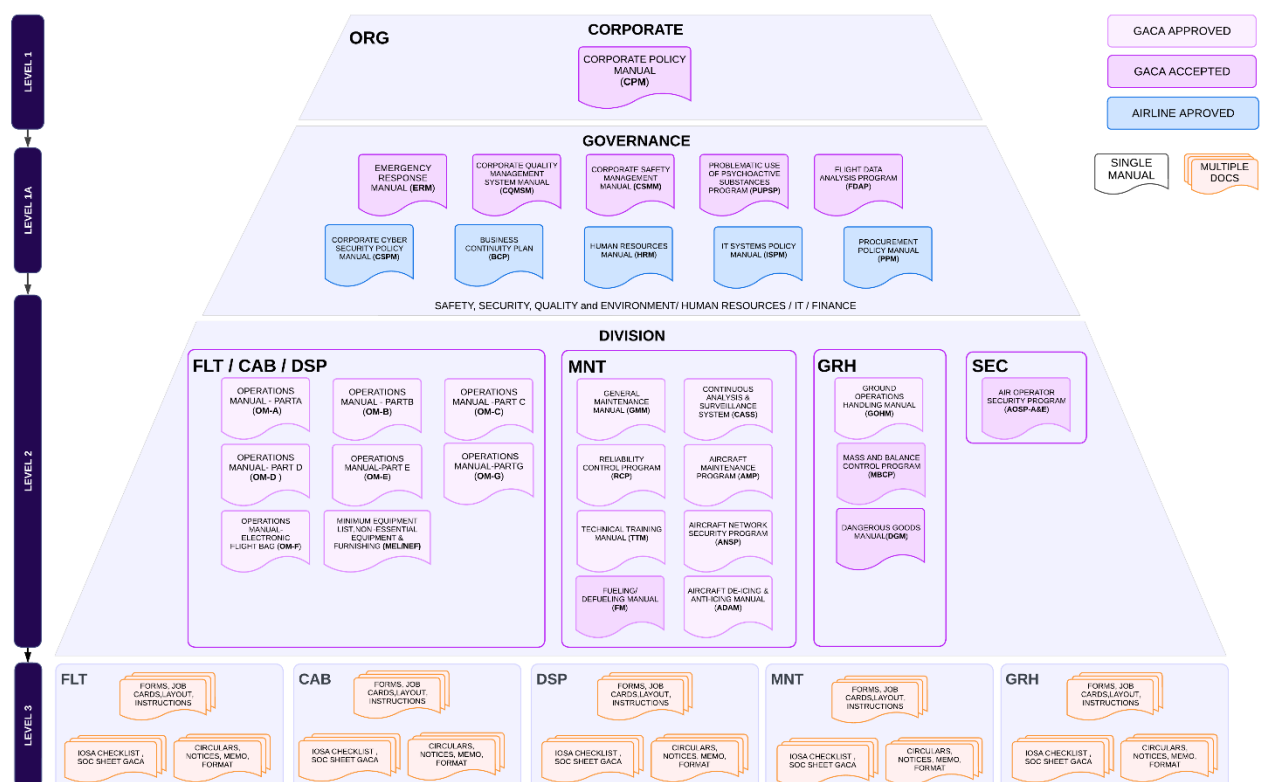 LEVEL 1
ORG
CORPORATE
CORPORATE POLICY
MANUAL
(CPM)
GACA APPROVED
GACA ACCEPTED
AIRLINE APROVED
SINGLE
MANUAL
MULTIPLE
DOCS
LEVEL 1A
GOVERNANCE
EMERGENCY
RESPONSE
MANUAL (ERM)
CORPORATE QUALITY
MANAGEMENT
SYSTEM MANUAL
(CQMSM)
CORPORATE SAFETY
MANAGEMENT
MANUAL (CSMM)
PROBLEMATIC USE
OF PSYCHOACTIVE
SUBSTANCES
PROGRAM (PUPSP)
FLIGHT DATA
ANALYSIS PROGRAM
(FDAP)
CORPORATE CYBER
SECURITY POLICY
MANUAL (CSPM)
BUSINESS
CONTINUITY PLAN
(BCP)
HUMAN RESOURCES
MANUAL (HRM)
IT SYSTEMS POLICY
MANUAL (ISPM)
PROCUREMENT
POLICY MANUAL
(PPM)
SAFETY, SECURITY, QUALITY and ENVIRONMENT/ HUMAN RESOURCES / IT / FINANCE
LEVEL 2
DIVISION
FLT / CAB / DSP
OPERATIONS
MANUAL - PARTA
(OM-A)
OPERATIONS
MANUAL - PARTB
(OM-B)
OPERATIONS
MANUAL -PART C
(OM-C)
OPERATIONS
MANUAL- PART D
(OM-D )
OPERATIONS
MANUAL-PART E
(OM-E)
OPERATIONS
MANUAL-PARTG
(OM-G)
OPERATIONS
MANUAL-
ELECTRONIC
FLIGHT BAG (OM-F)
MINIMUM EQUIPMENT
LIST,NON-ESSENTIAL
EQUIPMENT &
FURNISHING (MEL/NEF)
MNT
GENERAL
MAINTENANCE
MANUAL (GMM)
CONTINUOUS
ANALYSIS &
SURVEILLANCE
SYSTEM (CASS)
RELIABILITY
CONTROL PROGRAM
(RCP)
AIRCRAFT
MAINTENANCE
PROGRAM (AMP)
TECHNICAL TRAINING
MANUAL (TTM)
AIRCRAFT NETWORK
SECURITY PROGRAM
(ANSP)
FUELING/
DEFUELING MANUAL
(FM)
AIRCRAFT DE-ICING &
ANTI-ICING MANUAL
(ADAM)
GRH
GROUND
OPERATIONS
HANDLING MANUAL
(GOHM)
MASS AND BALANCE
CONTROL PROGRAM
(MBCP)
DANGEROUS GOODS
MANUAL(DGM)
SEC
AIR OPERATOR
SECURITY PROGRAM
(AOSP-A&E)
LEVEL 3
FLT
FORMS, JOB
CARDS,LAYOUT,
INSTRUCTIONS
IOSA CHECKLIST ,
SOC SHEET GACA
CIRCULARS,
NOTICES, MEMO,
FORMAT
CAB
FORMS, JOB
CARDS,LAYOUT,
INSTRUCTIONS
IOSA CHECKLIST ,
SOC SHEET GACA
CIRCULARS,
NOTICES, MEMO,
FORMAT
DSP
FORMS, JOB
CARDS,LAYOUT,
INSTRUCTIONS
IOSA CHECKLIST ,
SOC SHEET GACA
CIRCULARS,
NOTICES, MEMO,
FORMAT
MNT
FORMS, JOB
CARDS,LAYOUT,
INSTRUCTIONS
IOSA CHECKLIST ,
SOC SHEET GACA
CIRCULARS,
NOTICES, MEMO,
FORMAT
GRH
FORMS, JOB
CARDS,LAYOUT,
INSTRUCTIONS
IOSA CHECKLIST ,
SOC SHEET GACA
CIRCULARS,
NOTICES, MEMO,
FORMAT